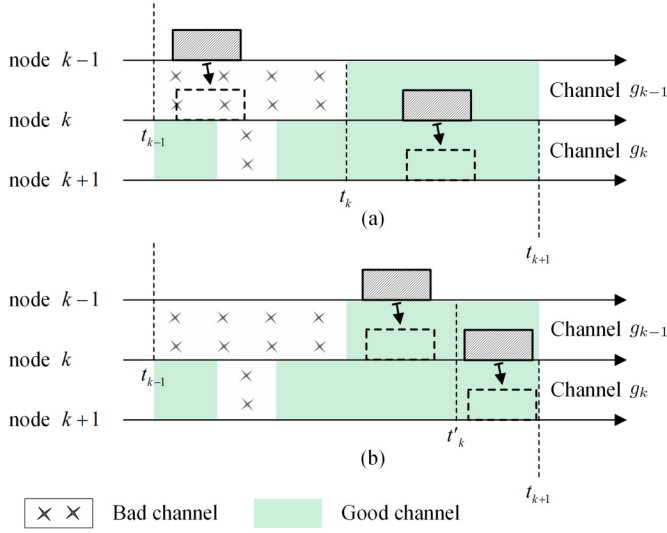 node k−1
Channel g_{k−1}
node k
t_{k−1}
Channel g_k
node k+1
t_k
(a)
t_{k+1}
node k−1
Channel g_{k−1}
node k
t_{k−1}
Channel g_k
node k+1
t'_k
(b)
t_{k+1}
Bad channel
Good channel